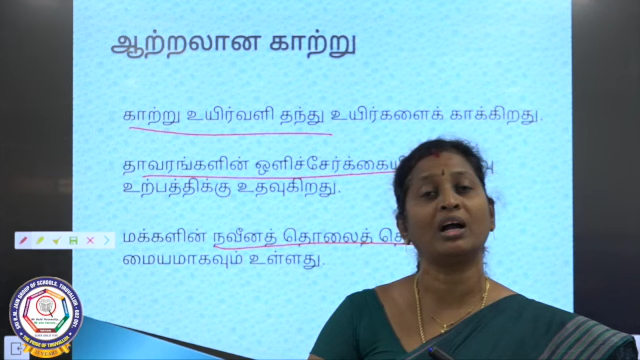 ஆற்றலான காற்று
காற்று உயிர்வளி தந்து உயிர்களைக் காக்கிறது.
தாவரங்களின் ஒளிச்சேர்க்கையி
உற்பத்திக்கு உதவுகிறது.
மக்களின் நவீனத் தொலைத்
மையமாகவும் உள்ளது.